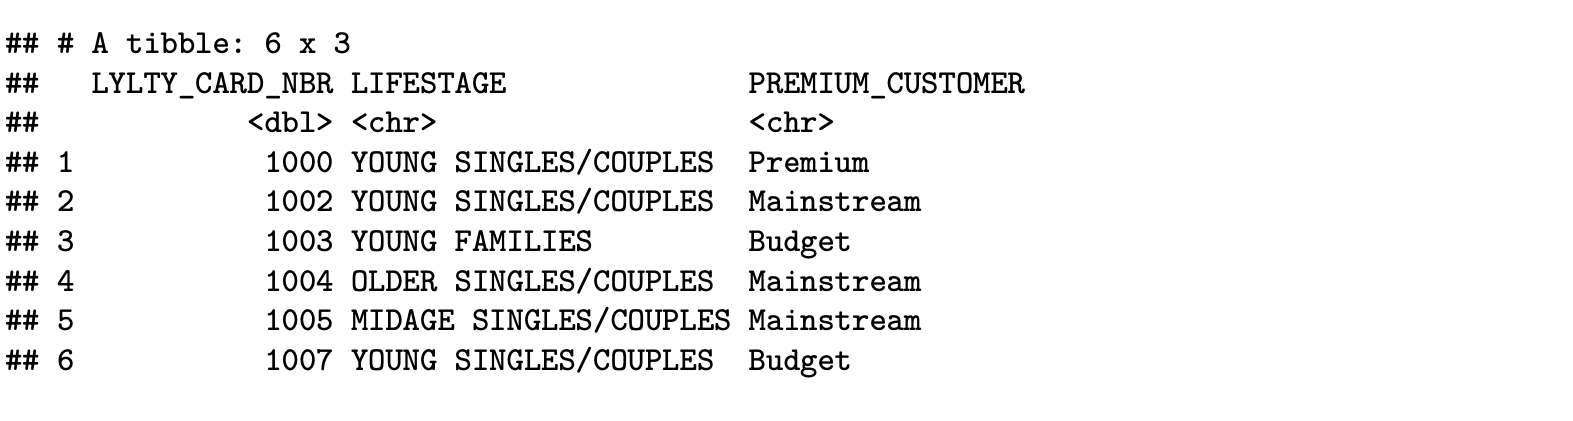 ## # A tibble: 6 x 3
##   LYLTY_CARD_NBR LIFESTAGE              PREMIUM_CUSTOMER
##            <dbl> <chr>                  <chr>
## 1           1000 YOUNG SINGLES/COUPLES  Premium
## 2           1002 YOUNG SINGLES/COUPLES  Mainstream
## 3           1003 YOUNG FAMILIES         Budget
## 4           1004 OLDER SINGLES/COUPLES  Mainstream
## 5           1005 MIDAGE SINGLES/COUPLES Mainstream
## 6           1007 YOUNG SINGLES/COUPLES  Budget